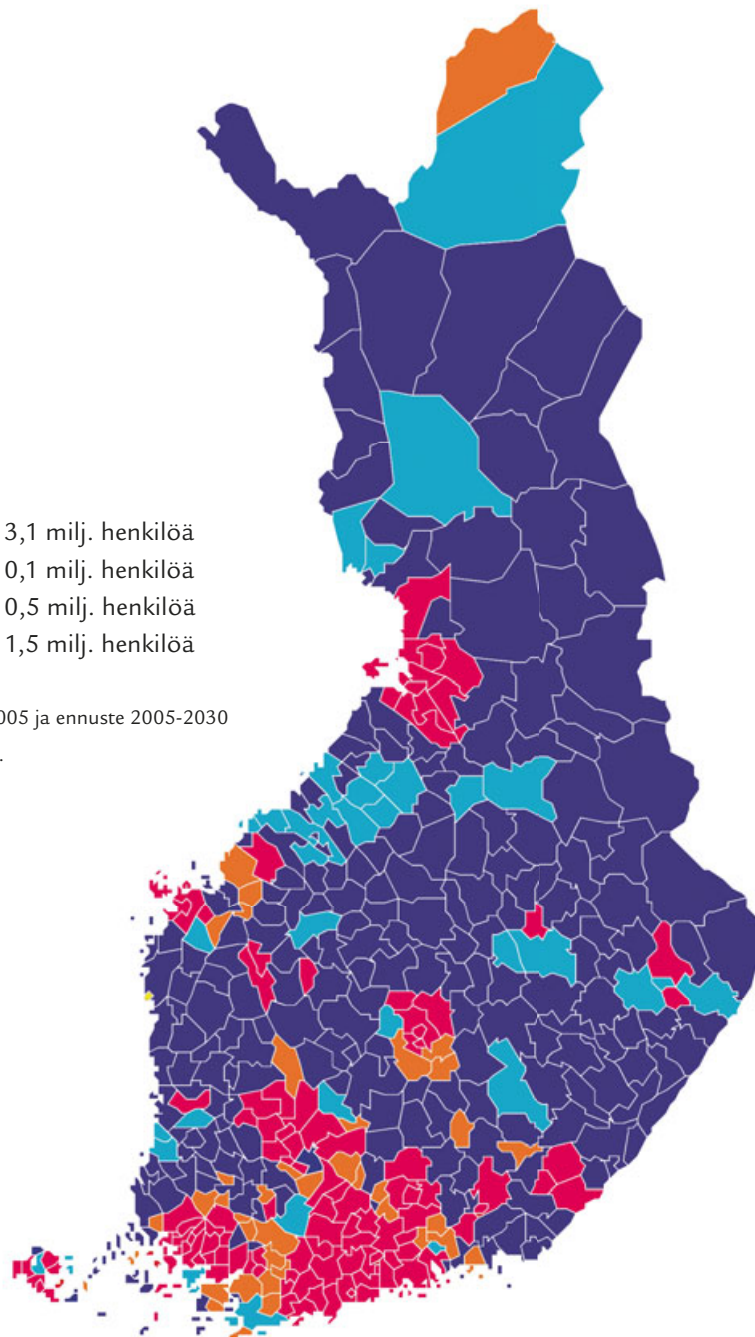 3,1 milj. henkilöä
0,1 milj. henkilöä
0,5 milj. henkilöä
1,5 milj. henkilöä
ja ennuste 2005-2030